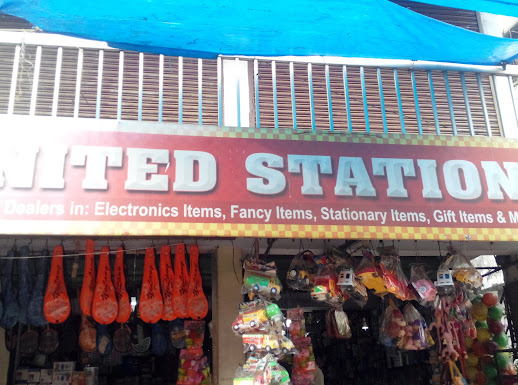 NITED STATION
Dealers in: Electronics Items, Fancy Items, Stationary Items, Gift Items & M